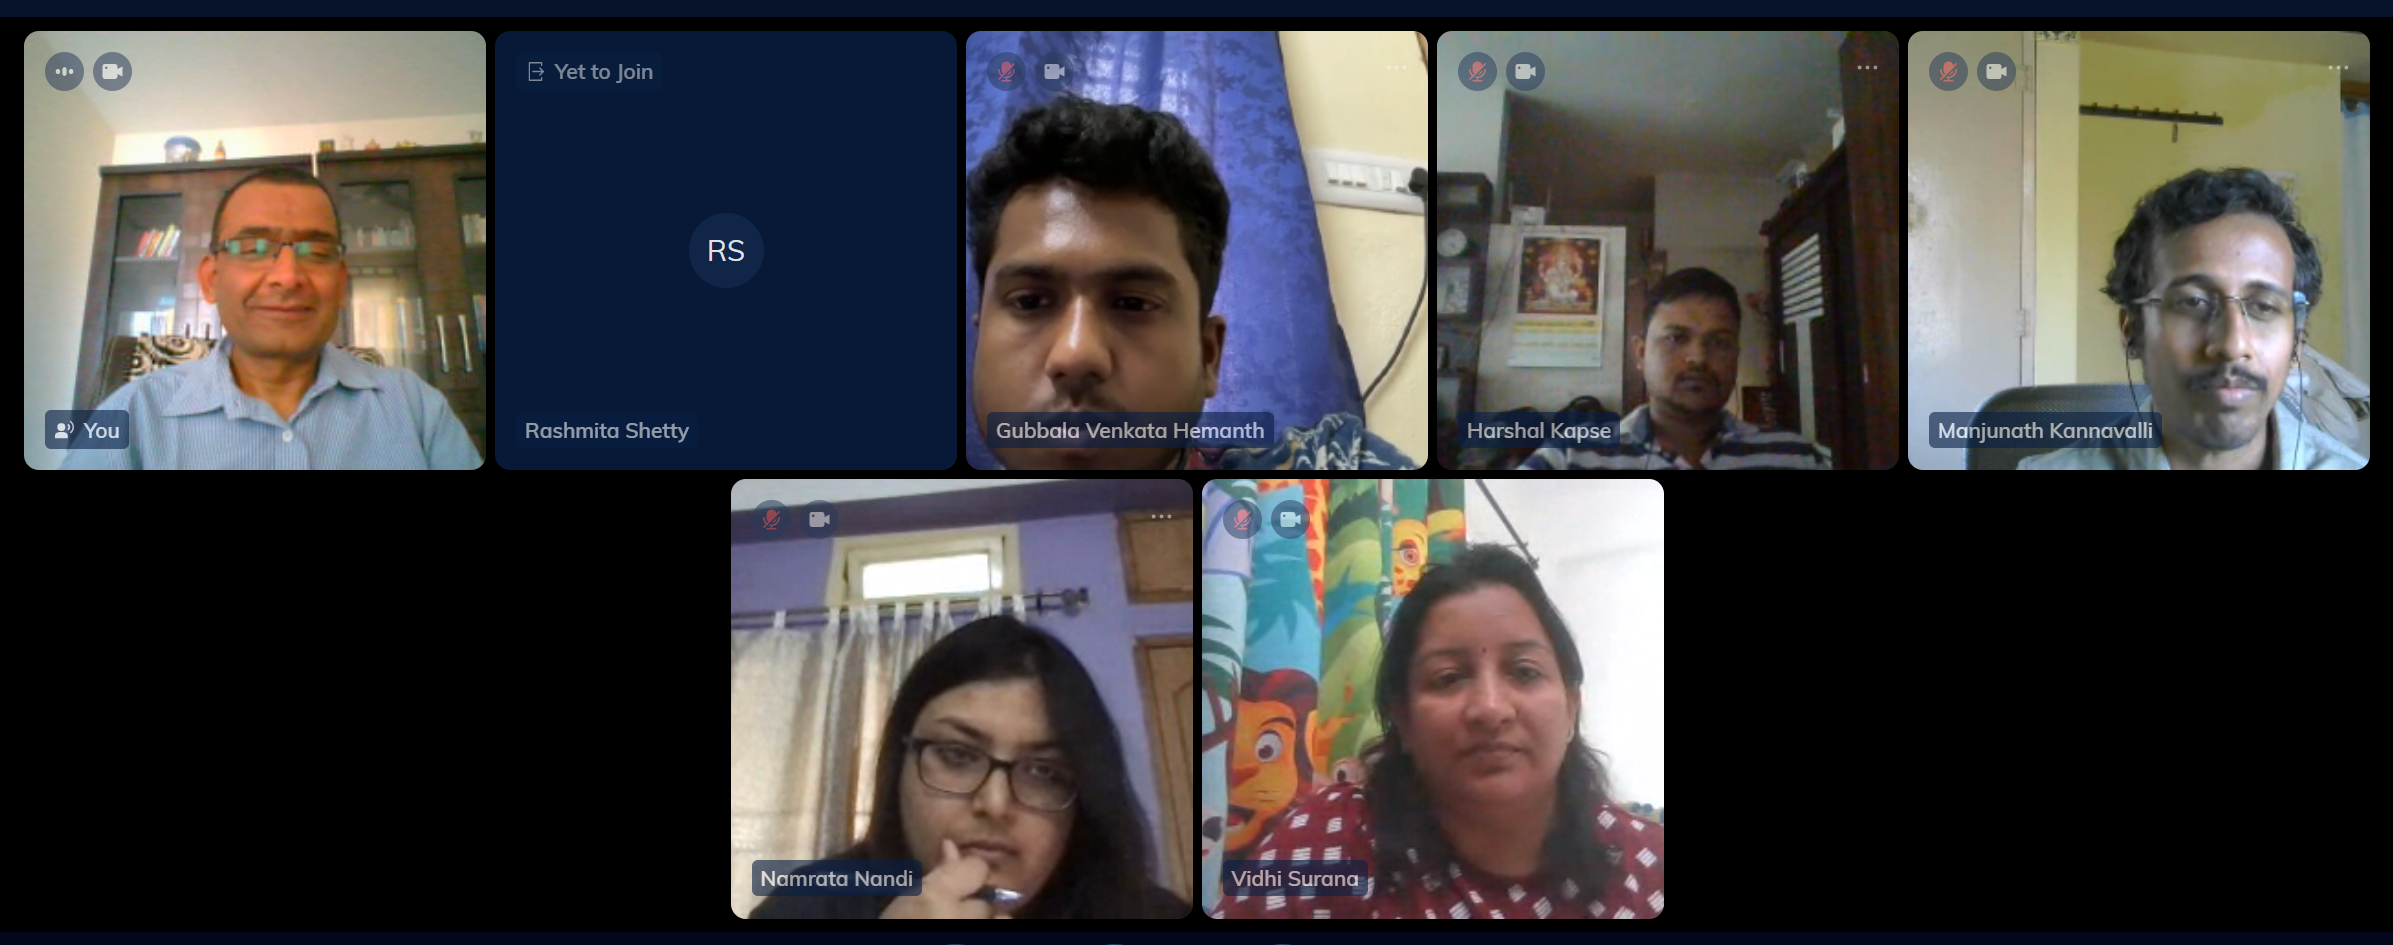 You
Yet to Join
RS
Rashmita Shetty
Gubbala Venkata Hemanth
Harshal Kapse
Manjunath Kannavalli
Namrata Nandi
Vidhi Surana